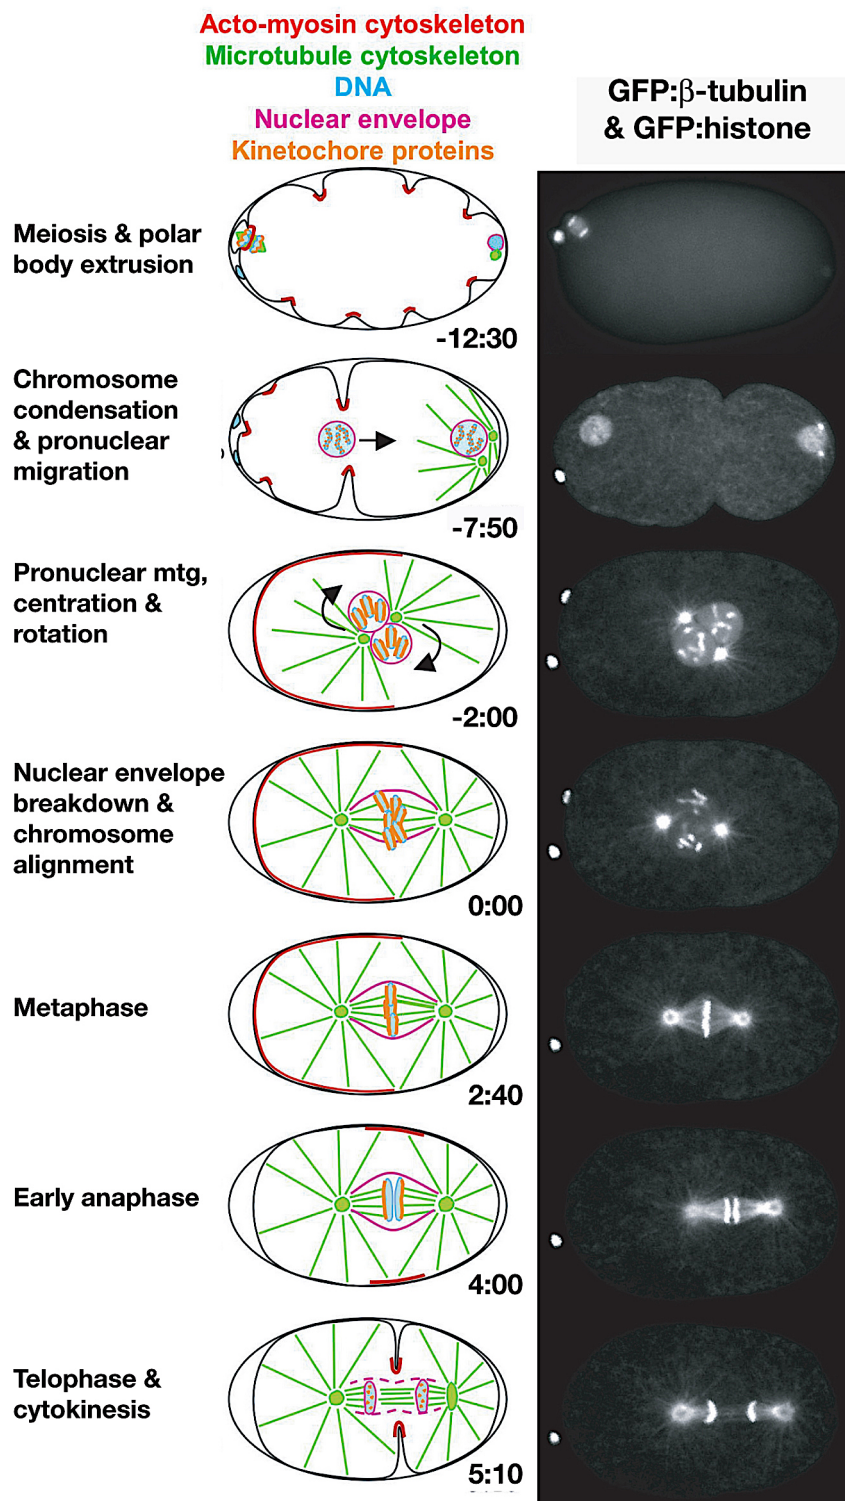 Acto-myosin cytoskeleton
Microtubule cytoskeleton
DNA
Nuclear envelope
Kinetochore proteins
GFP:β-tubulin
& GFP:histone
Meiosis & polar
body extrusion
-12:30
Chromosome
condensation
& pronuclear
migration
-7:50
Pronuclear mtg,
centration &
rotation
-2:00
Nuclear envelope
breakdown &
chromosome
alignment
0:00
Metaphase
2:40
Early anaphase
4:00
Telophase &
cytokinesis
5:10